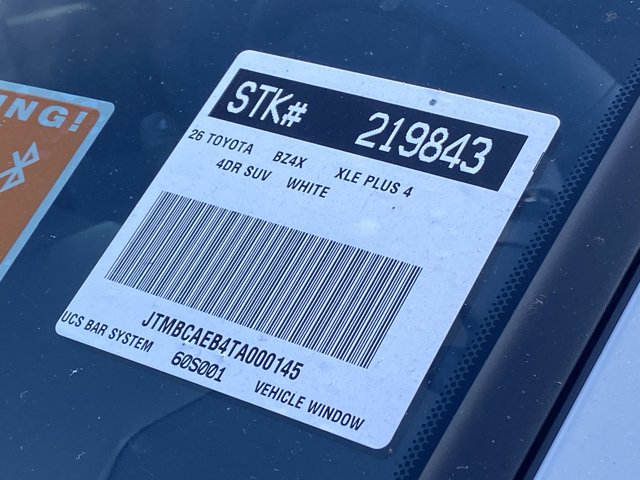 ING!
STK# 219843
26 TOYOTA BZ4X XLE PLUS 4
4DR SUV WHITE
JTMBCAEB4TA000145
UCS BAR SYSTEM 60S001 VEHICLE WINDOW